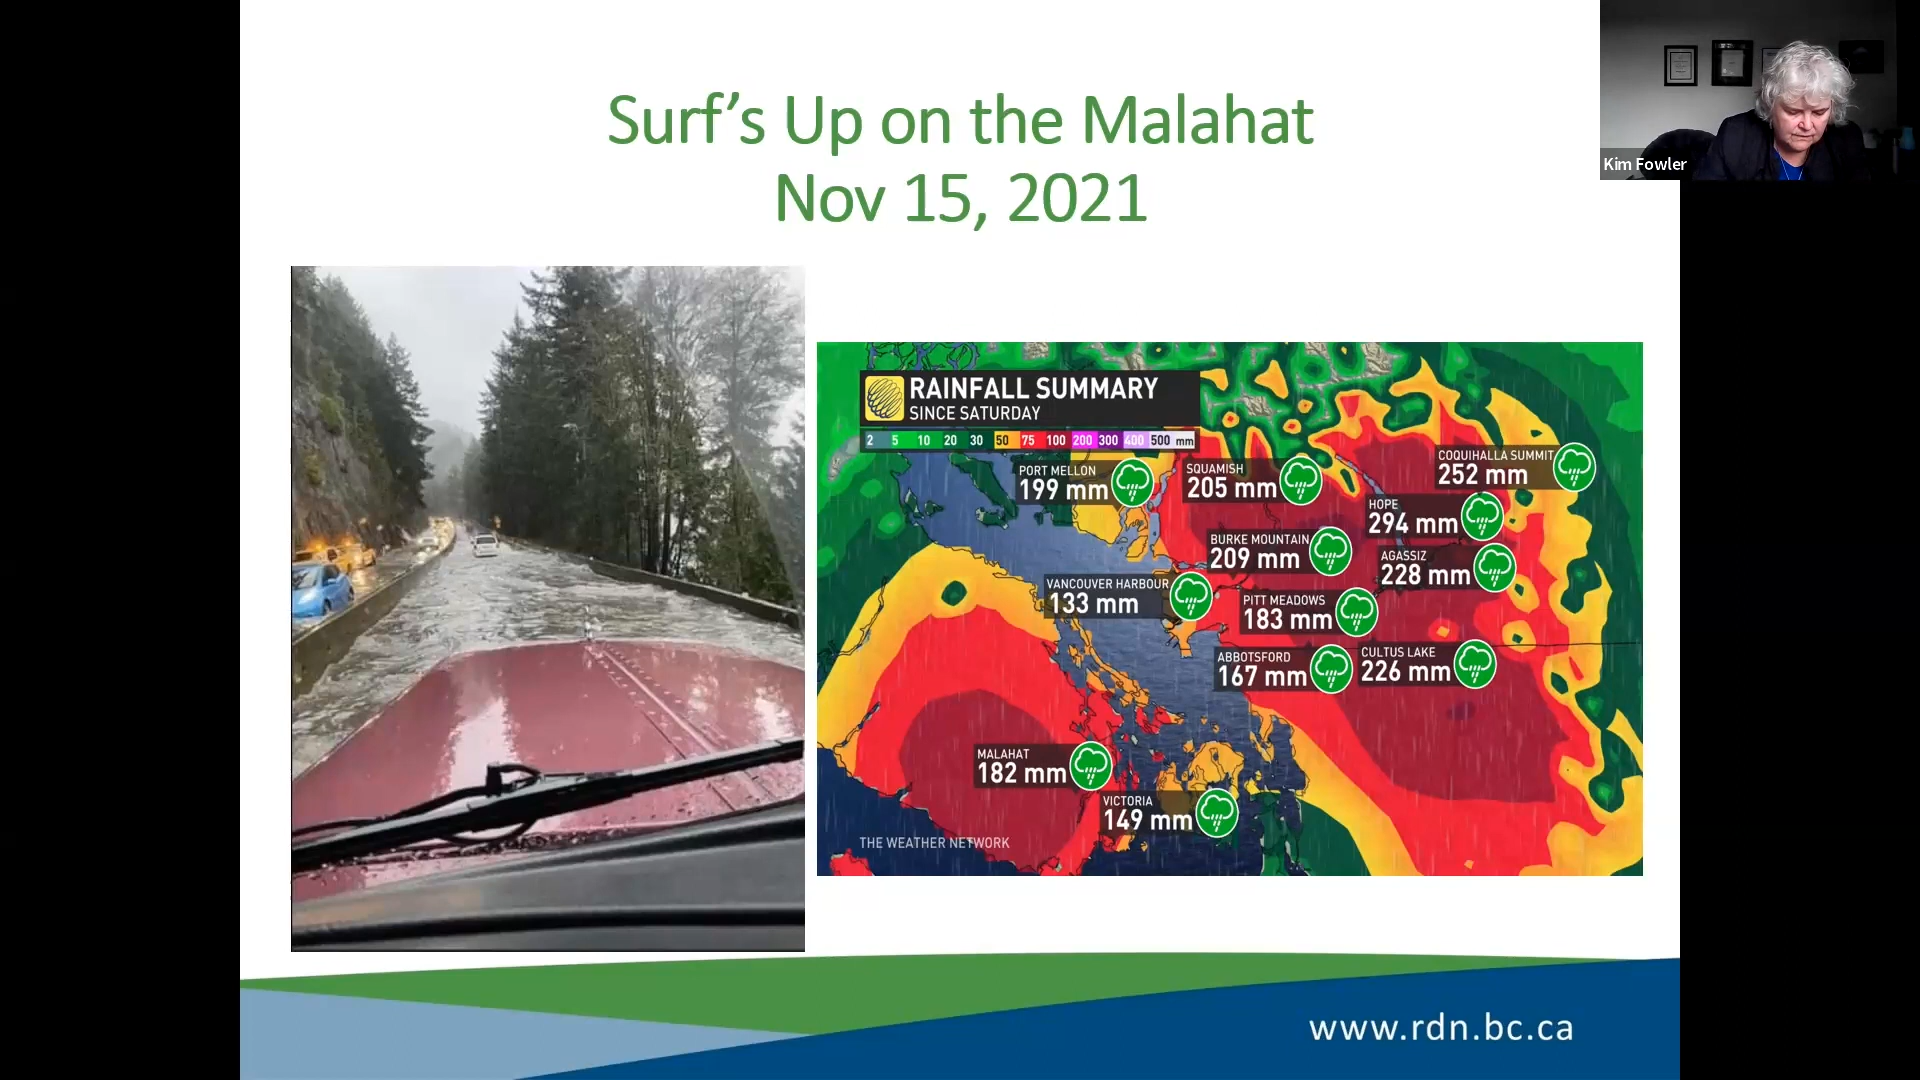 Surf’s Up on the Malahat
Nov 15, 2021
Kim Fowler
RAINFALL SUMMARY
SINCE SATURDAY
2 5 10 20 30 50 75 100 200 300 400 500 mm
PORT MELLON
199 mm
SQUAMISH
205 mm
COQUIHALLA SUMMIT
252 mm
HOPE
294 mm
BURKE MOUNTAIN
209 mm
AGASSIZ
228 mm
VANCOUVER HARBOUR
133 mm
PITT MEADOWS
183 mm
ABBOTSFORD
167 mm
CULTUS LAKE
226 mm
MALAHAT
182 mm
VICTORIA
149 mm
THE WEATHER NETWORK
www.rdn.bc.ca